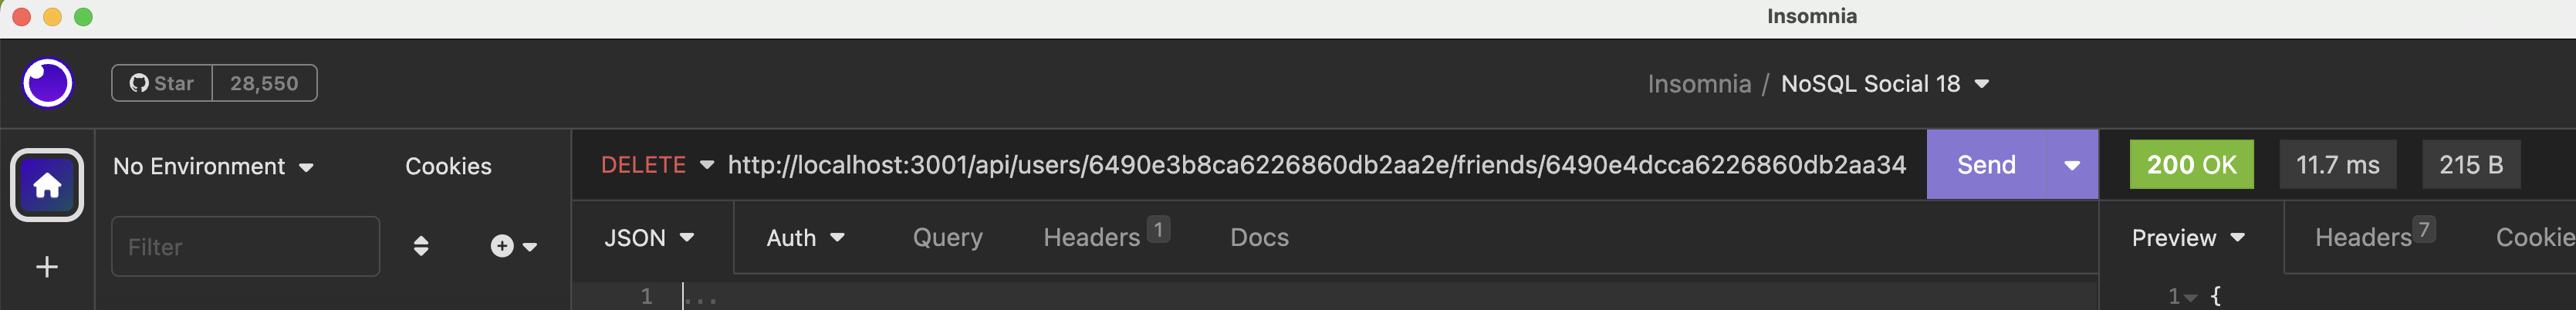 Insomnia
Star 28,550
Insomnia / NoSQL Social 18
No Environment Cookies
DELETE http://localhost:3001/api/users/6490e3b8ca6226860db2aa2e/friends/6490e4dcca6226860db2aa34 Send 200 OK 11.7 ms 215 B
Filter
JSON Auth Query Headers 1 Docs
Preview Headers 7 Cookie
1 ...
1 {